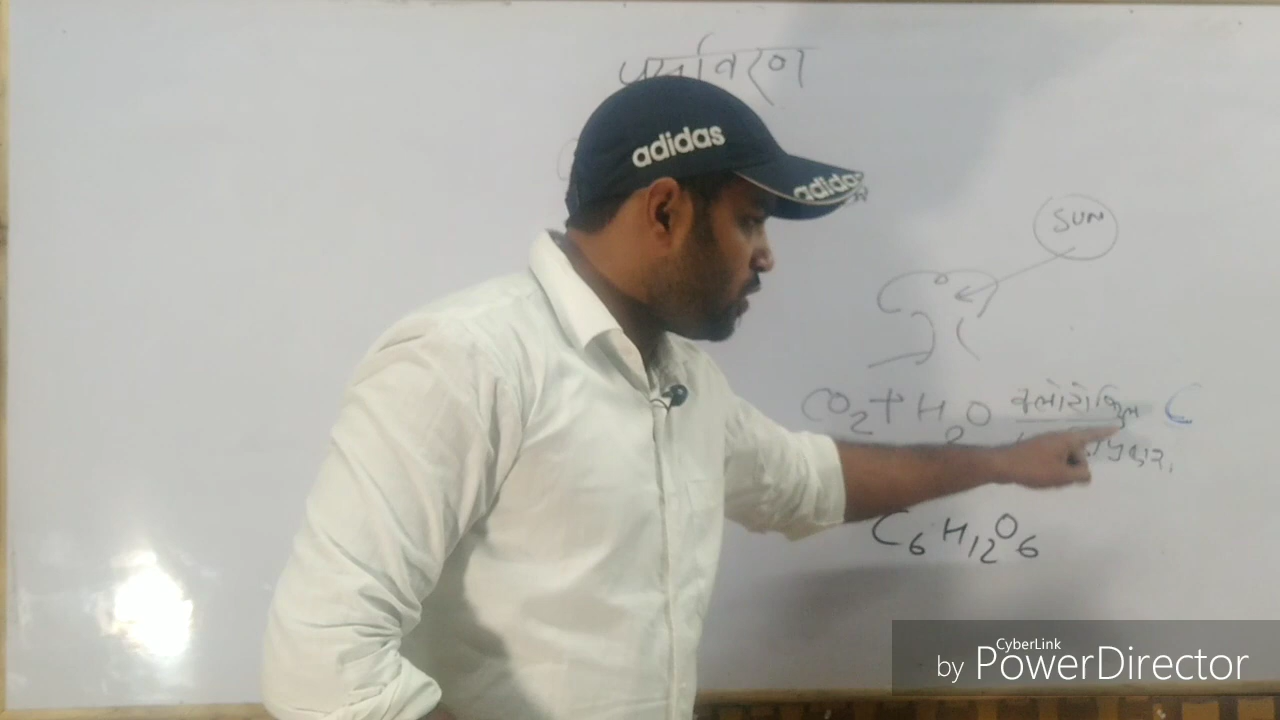 पर्यावरण
adidas
adidas
SUN
CO2 + H2O क्लोरोफिल C
C6H12O6
CyberLink
by PowerDirector